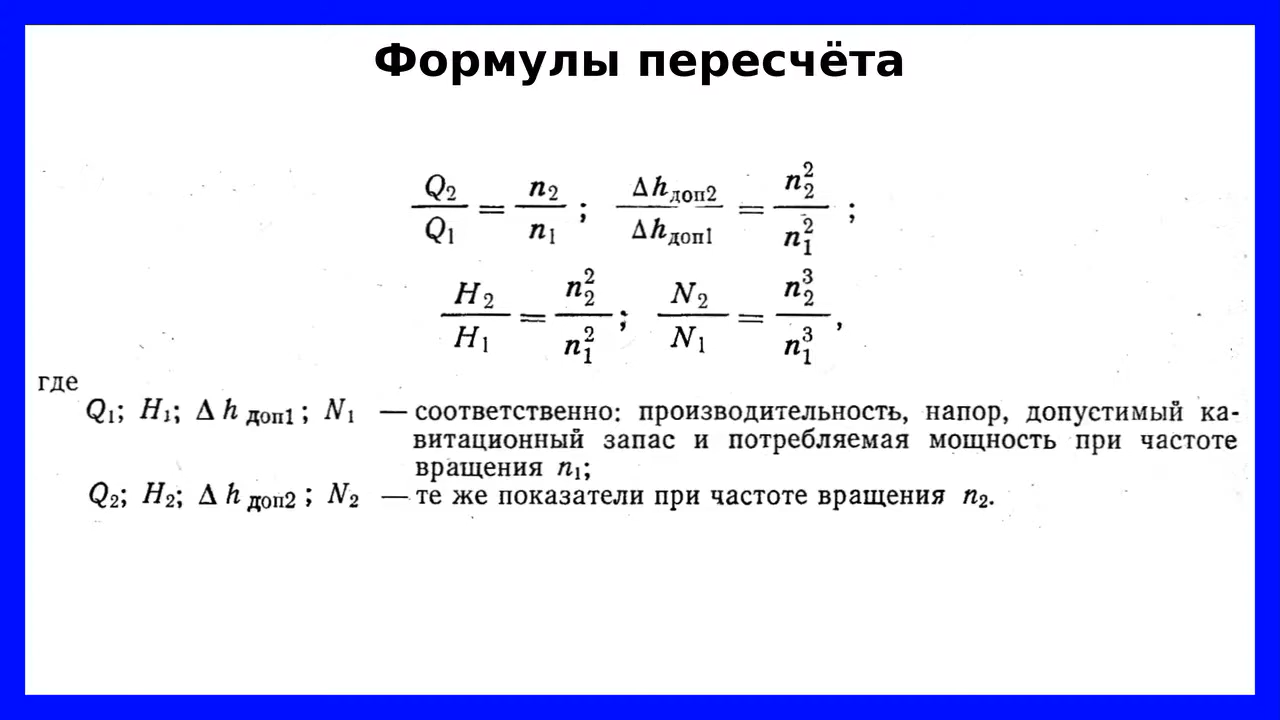 Формулы пересчёта
Q₂/Q₁ = n₂/n₁ ; Δh доп2/Δh доп1 = n₂²/n₁² ;
H₂/H₁ = n₂²/n₁² ; N₂/N₁ = n₂³/n₁³ ,
где
Q₁; H₁; Δ h доп1 ; N₁ — соответственно: производительность, напор, допустимый ка-
витационный запас и потребляемая мощность при частоте
вращения n₁;
Q₂; H₂; Δ h доп2 ; N₂ — те же показатели при частоте вращения n₂.